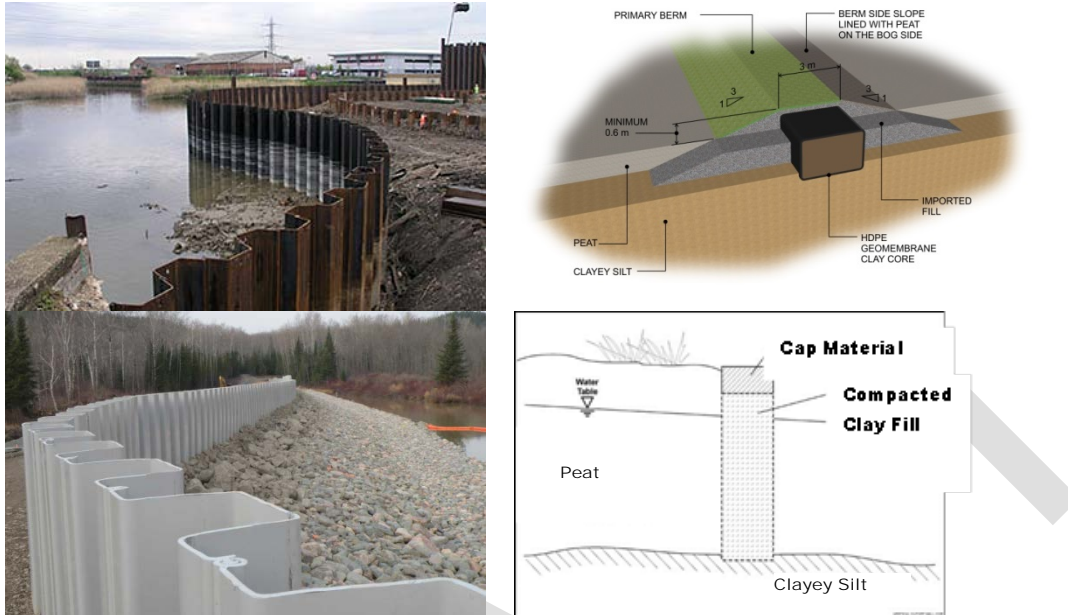 PRIMARY BERM
BERM SIDE SLOPE
LINED WITH PEAT
ON THE BOG SIDE
3 m
3
1
3
1
MINIMUM
0.6 m
IMPORTED
FILL
PEAT
HDPE
GEOMEMBRANE
CLAY CORE
CLAYEY SILT
Cap Material
Water
Table
Compacted
Clay Fill
Peat
Clayey Silt